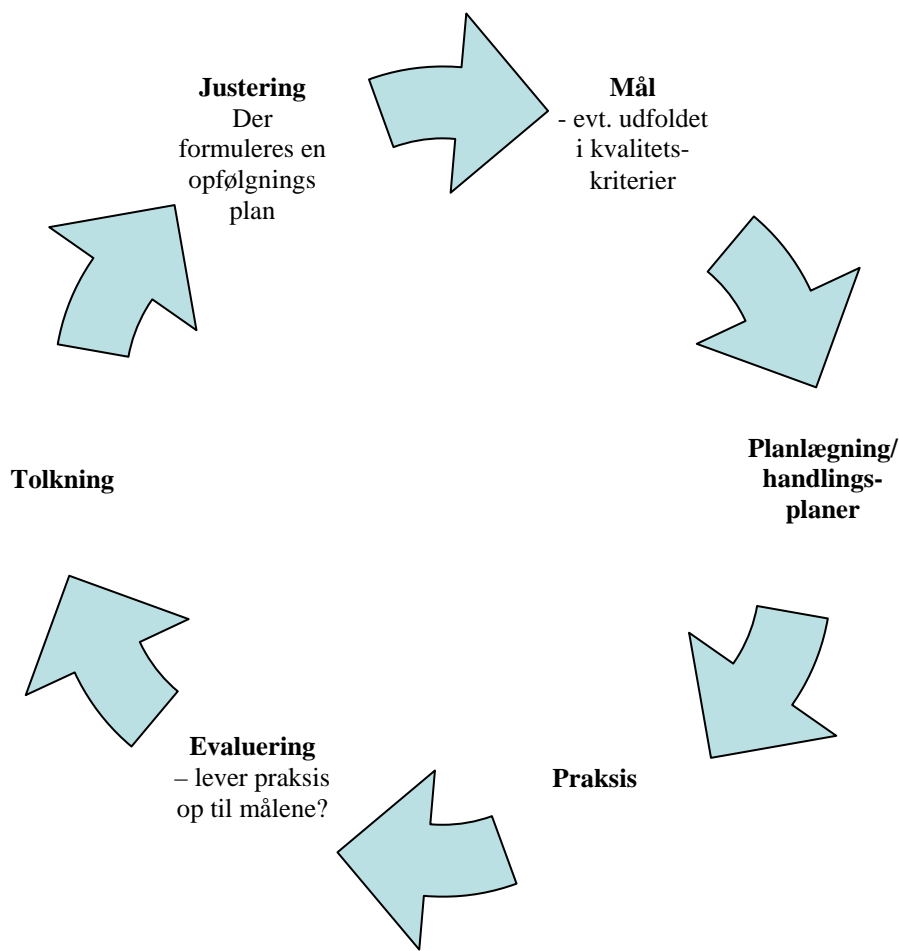 Justering
Der
formuleres en
opfølgnings
plan
Mål
- evt. udfoldet
i kvalitets-
kriterier
Planlægning/
handlings-
planer
Praksis
Evaluering
– lever praksis
op til målene?
Tolkning